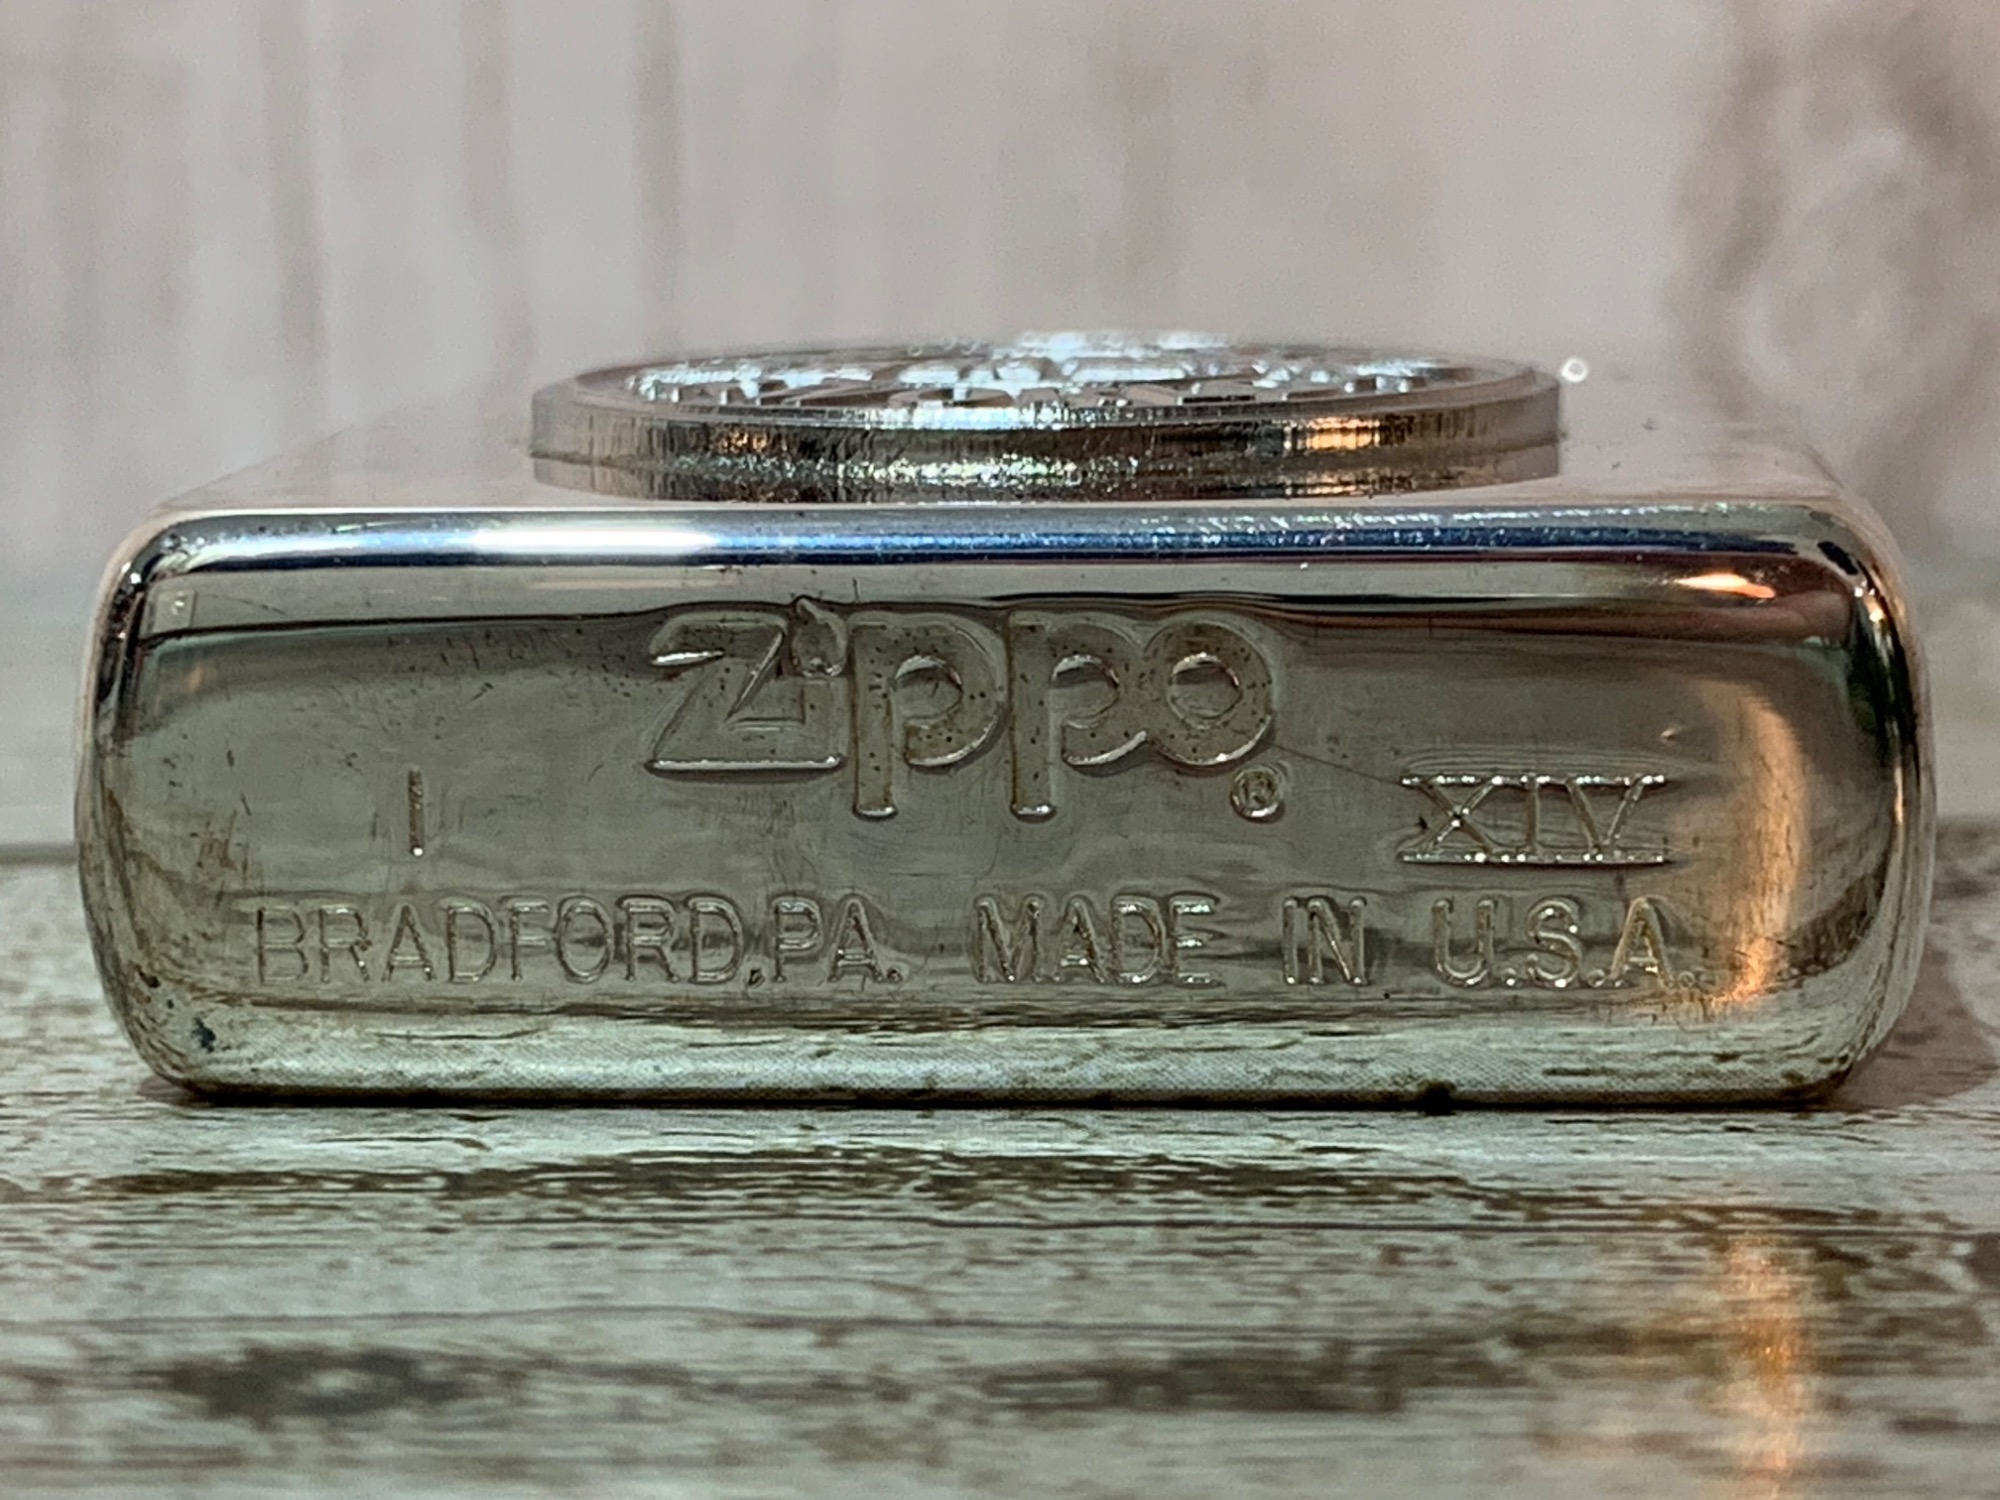 Zippo®
I XIV
BRADFORD,PA. MADE IN U.S.A.